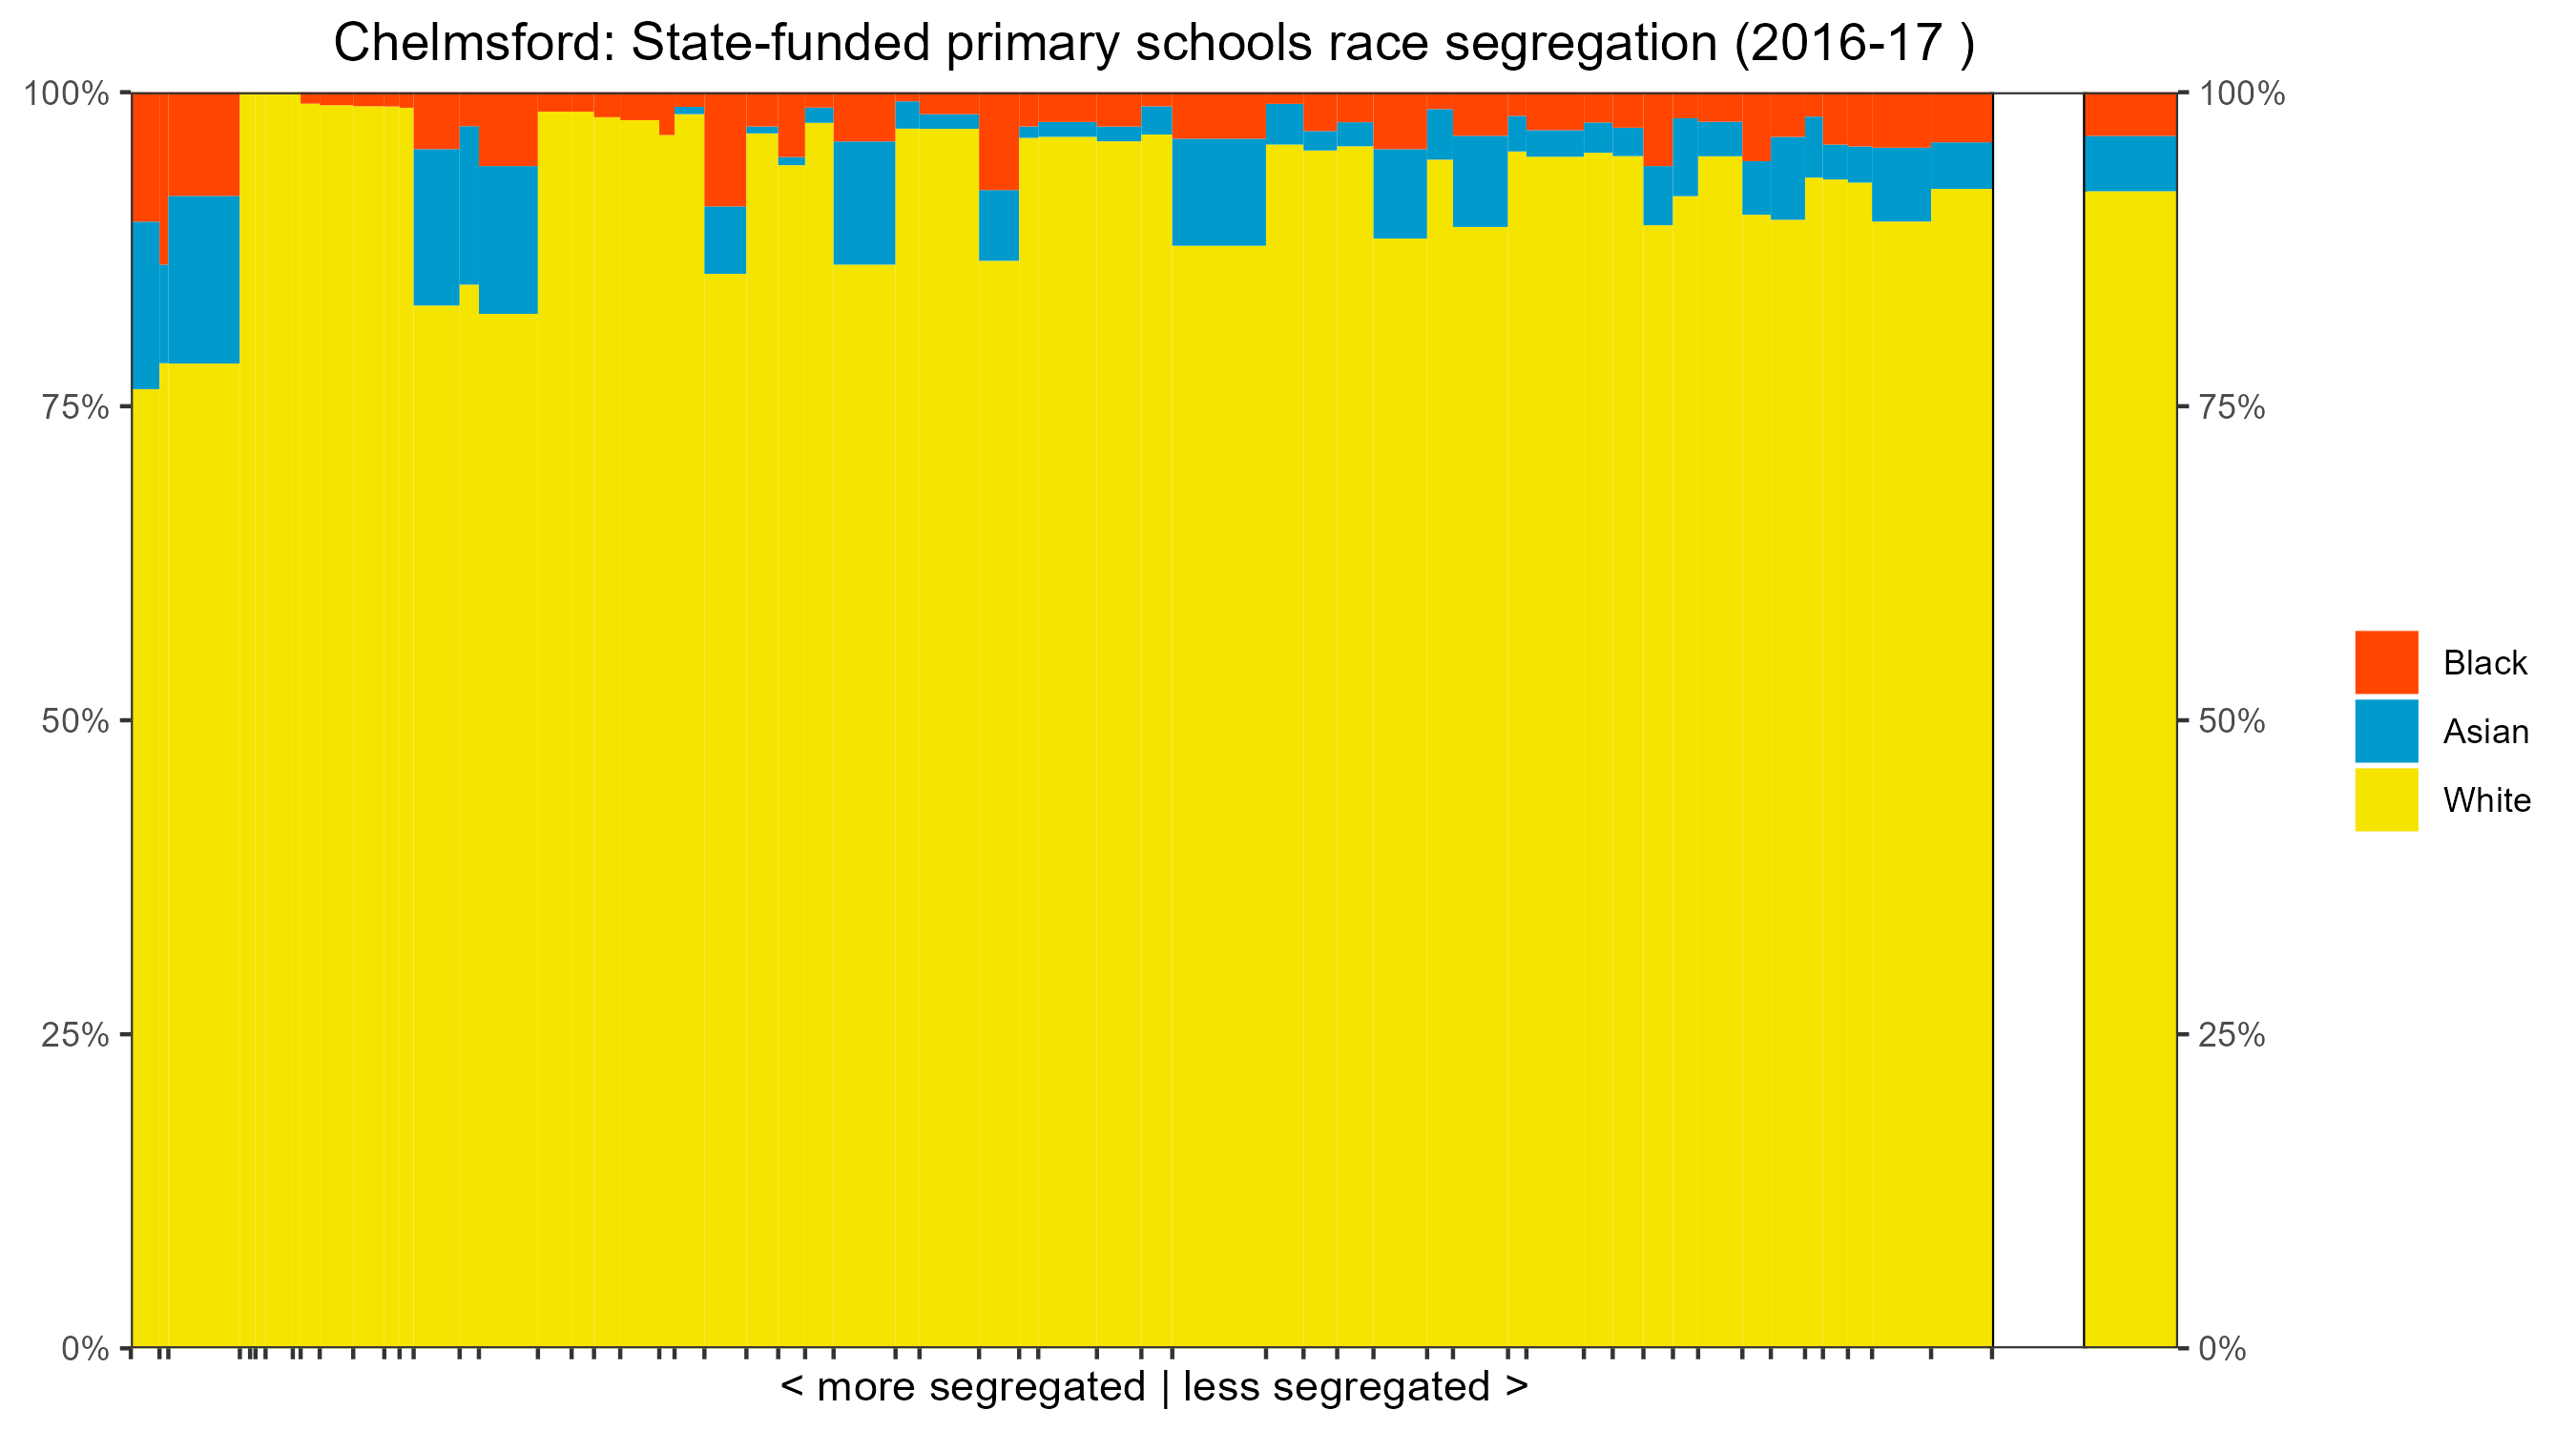 Chelmsford: State-funded primary schools race segregation (2016-17 )
100%
100%
75%
75%
50%
50%
25%
25%
0%
0%
Black
Asian
White
< more segregated | less segregated >